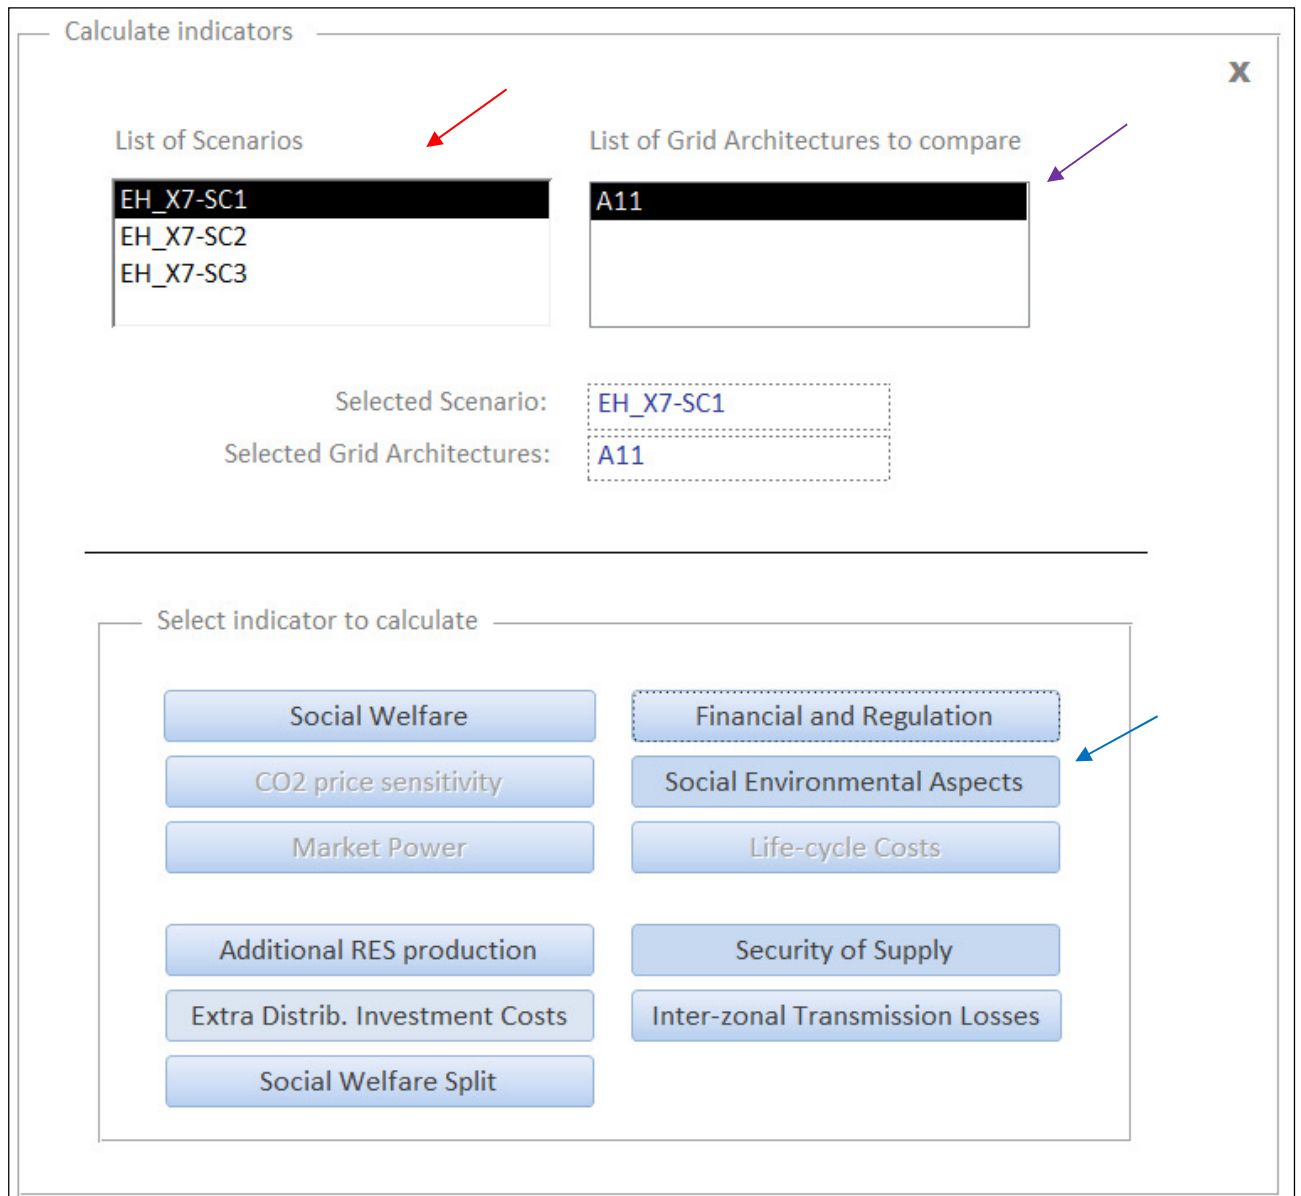 Calculate indicators
X
List of Scenarios
List of Grid Architectures to compare
EH_X7-SC1
EH_X7-SC2
EH_X7-SC3
A11
Selected Scenario:
EH_X7-SC1
Selected Grid Architectures:
A11
Select indicator to calculate
Social Welfare
Financial and Regulation
CO2 price sensitivity
Social Environmental Aspects
Market Power
Life-cycle Costs
Additional RES production
Security of Supply
Extra Distrib. Investment Costs
Inter-zonal Transmission Losses
Social Welfare Split